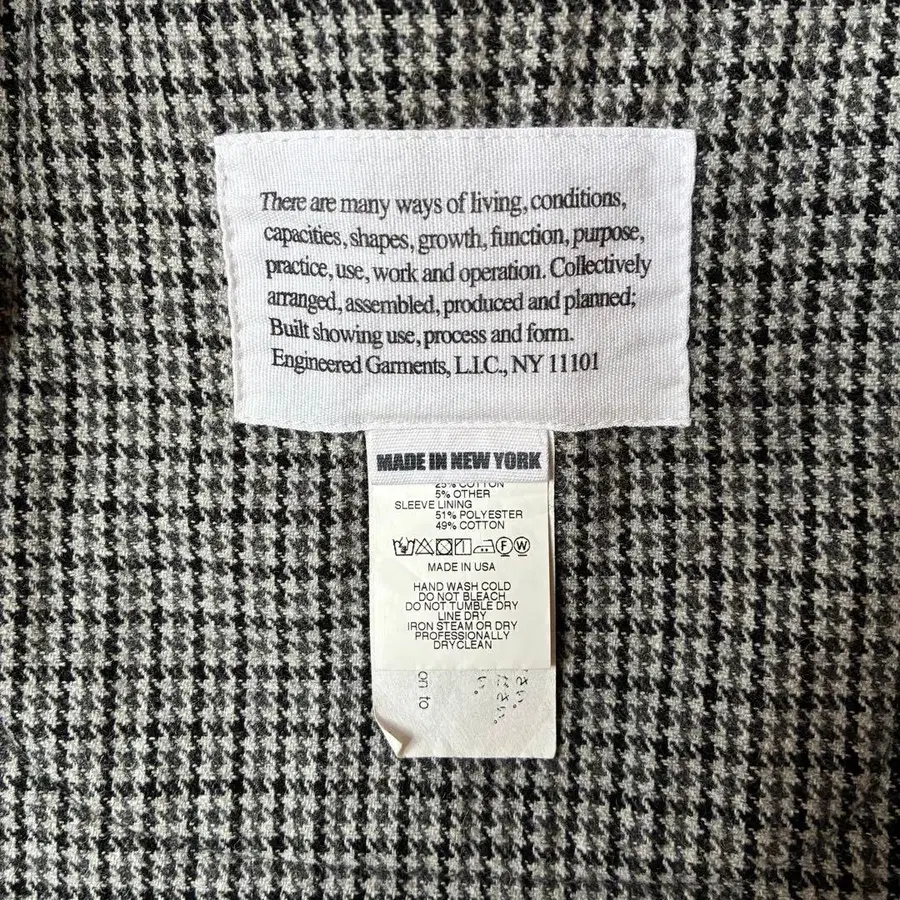 There are many ways of living, conditions,
capacities, shapes, growth, function, purpose,
practice, use, work and operation. Collectively
arranged, assembled, produced and planned;
Built showing use, process and form.
Engineered Garments, L.I.C., NY 11101
MADE IN NEW YORK
25% COTTON
5% OTHER
SLEEVE LINING
51% POLYESTER
49% COTTON
F W
MADE IN USA
HAND WASH COLD
DO NOT BLEACH
DO NOT TUMBLE DRY
LINE DRY
IRON STEAM OR DRY
PROFESSIONALLY
DRYCLEAN
on to